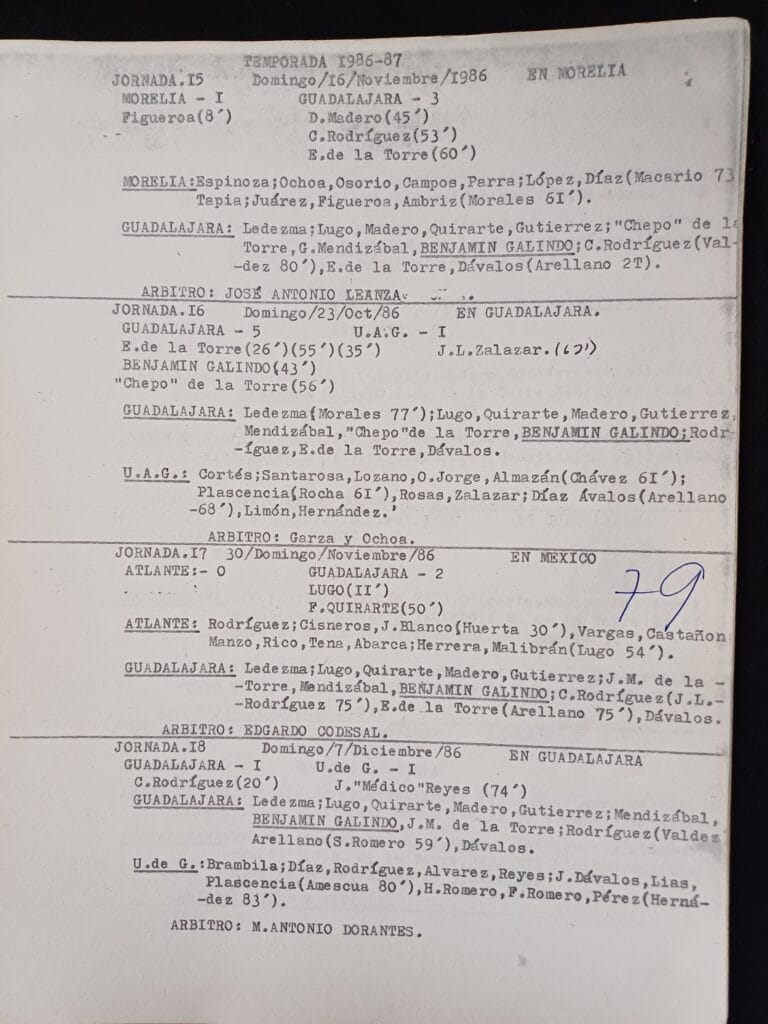 TEMPORADA I986-87
JORNADA.I5 Domingo/I6/Noviembre/I986 EN MORELIA
MORELIA - I GUADALAJARA - 3
Figueroa(8´) D.Madero(45´)
C.Rodríguez(53´)
E.de la Torre(60´)
MORELIA:Espinoza;Ochoa,Osorio,Campos,Parra;López,Díaz(Macario 73
Tapia;Juárez,Figueroa,Ambriz(Morales 6I´).
GUADALAJARA: Ledezma;Lugo,Madero,Quirarte,Gutierrez;"Chepo" de la
Torre,G.Mendizábal,BENJAMIN GALINDO;C.Rodríguez(Val-
-dez 80´),E.de la Torre,Dávalos(Arellano 2T).
ARBITRO: JOSÉ ANTONIO LEANZA.
JORNADA.I6 Domingo/23/Oct/86 EN GUADALAJARA.
GUADALAJARA - 5 U.A.G. - I
E.de la Torre(26´)(55´)(35´) J.L.Zalazar.(67')
BENJAMIN GALINDO(43´)
"Chepo" de la Torre(56´)
GUADALAJARA: Ledezma(Morales 77´);Lugo,Quirarte,Madero,Gutierrez,
Mendizábal,"Chepo"de la Torre,BENJAMIN GALINDO;Rodr-
-íguez,E.de la Torre,Dávalos.
U.A.G.: Cortés;Santarosa,Lozano,O.Jorge,Almazán(Chávez 6I´);
Plascencia(Rocha 6I´),Rosas,Zalazar;Díaz Ávalos(Arellano
-68´),Limón,Hernández.'
ARBITRO: Garza y Ochoa.
JORNADA.I7 30/Domingo/Noviembre/86 EN MEXICO
ATLANTE:- O GUADALAJARA - 2
LUGO(II´)
F.QUIRARTE(50´)
79
ATLANTE: Rodríguez;Cisneros,J.Blanco(Huerta 30´),Vargas,Castañon
Manzo,Rico,Tena,Abarca;Herrera,Malibrán(Lugo 54´).
GUADALAJARA: Ledezma;Lugo,Quirarte,Madero,Gutierrez;J.M. de la -
-Torre,Mendizábal,BENJAMIN GALINDO;C.Rodríguez(J.L.-
-Rodríguez 75´),E.de la Torre(Arellano 75´),Dávalos.
ARBITRO: EDGARDO CODESAL.
JORNADA.I8 Domingo/7/Diciembre/86 EN GUADALAJARA
GUADALAJARA - I U.de G. - I
C.Rodríguez(20´) J."Médico"Reyes (74´)
GUADALAJARA: Ledezma;Lugo,Quirarte,Madero,Gutierrez;Mendizábal,
BENJAMIN GALINDO,J.M. de la Torre;Rodríguez(Valdez
Arellano(S.Romero 59´),Dávalos.
U.de G.:Brambila;Díaz,Rodríguez,Alvarez,Reyes;J.Dávalos,Lias,
Plascencia(Amescua 80´),H.Romero,F.Romero,Pérez(Herná-
-dez 83´).
ARBITRO: M.ANTONIO DORANTES.